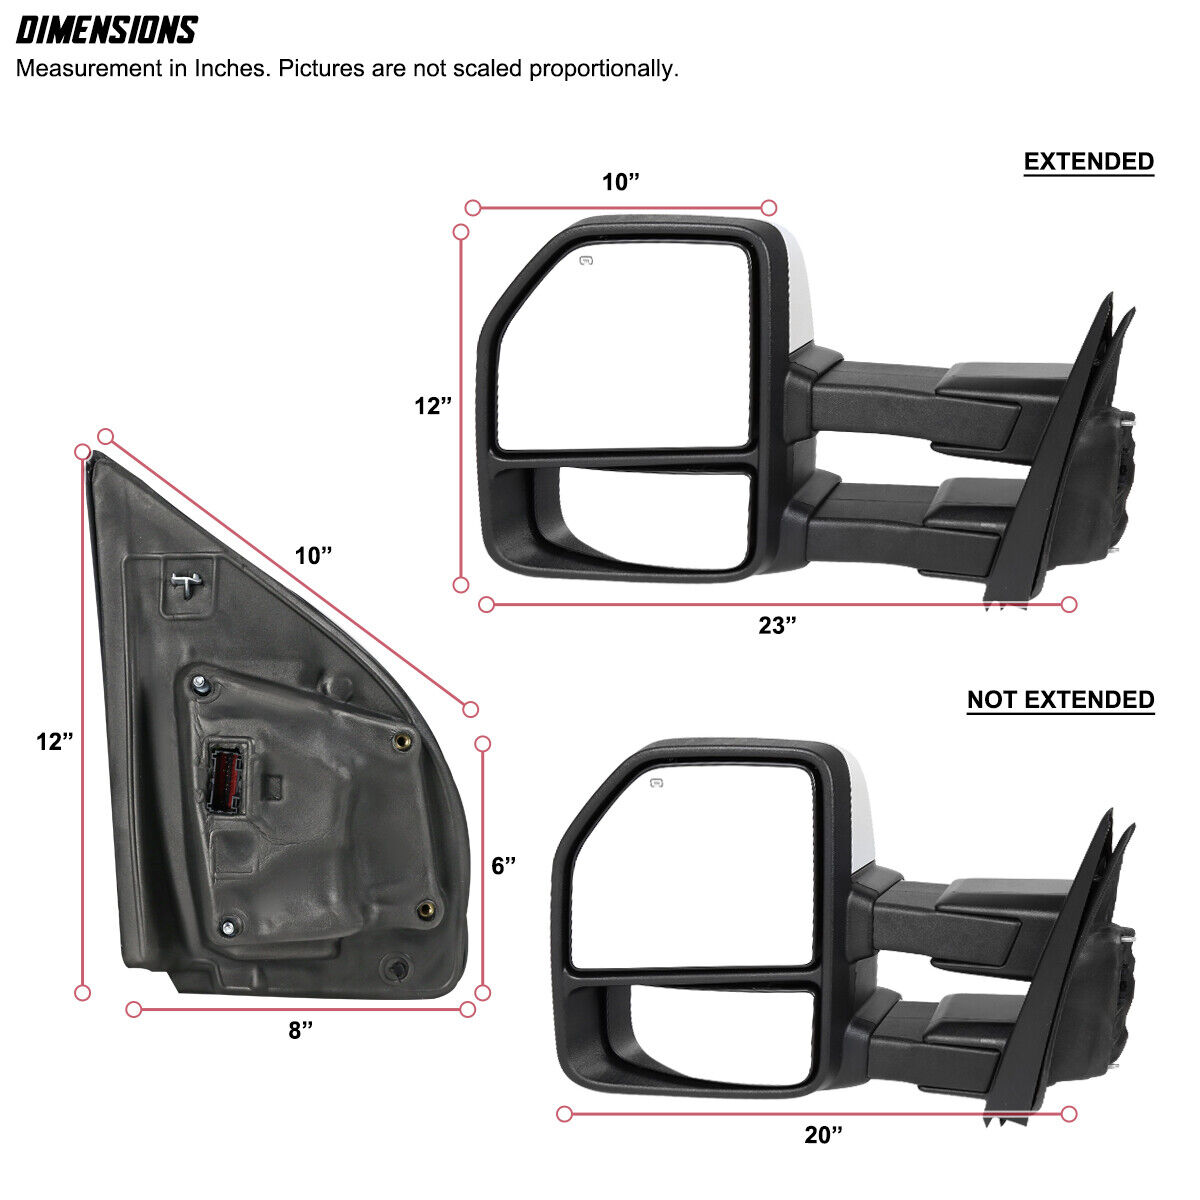 DIMENSIONS
Measurement in Inches. Pictures are not scaled proportionally.
EXTENDED
10”
12”
23”
10”
12”
6”
8”
NOT EXTENDED
20”